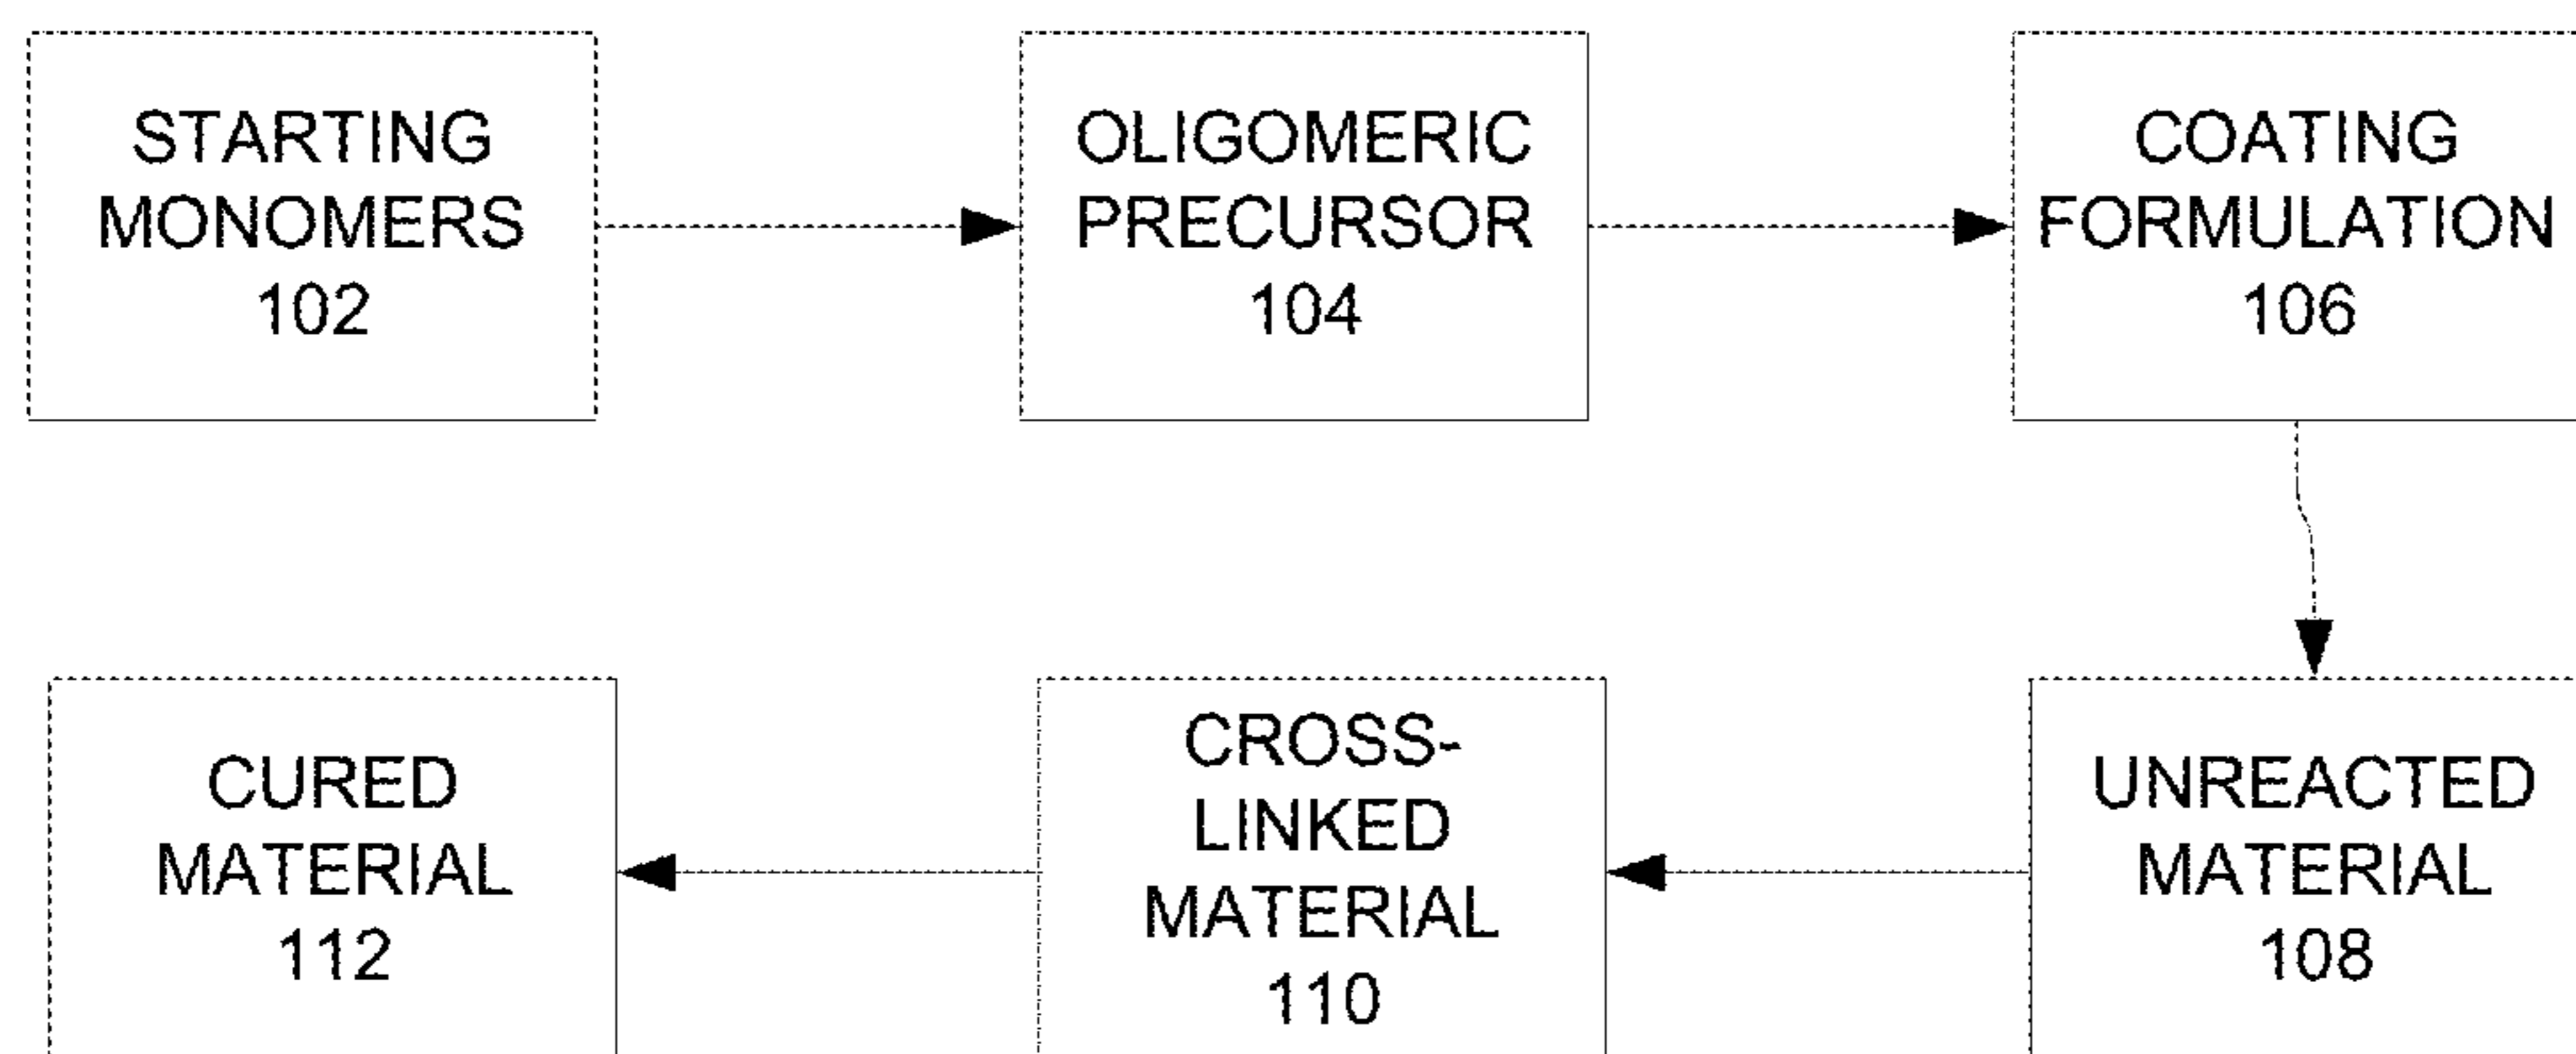 STARTING
MONOMERS
102
OLIGOMERIC
PRECURSOR
104
COATING
FORMULATION
106
UNREACTED
MATERIAL
108
CROSS-
LINKED
MATERIAL
110
CURED
MATERIAL
112